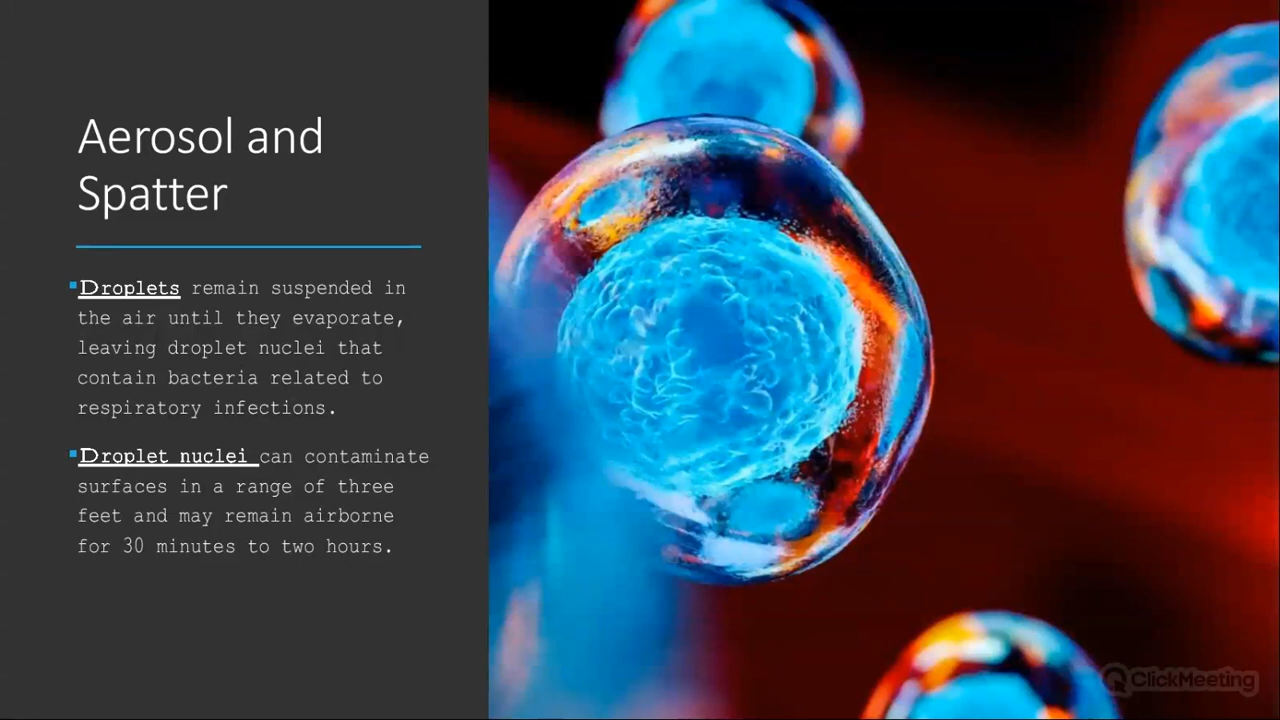 Aerosol and
Spatter
Droplets remain suspended in
the air until they evaporate,
leaving droplet nuclei that
contain bacteria related to
respiratory infections.
Droplet nuclei can contaminate
surfaces in a range of three
feet and may remain airborne
for 30 minutes to two hours.
ClickMeeting